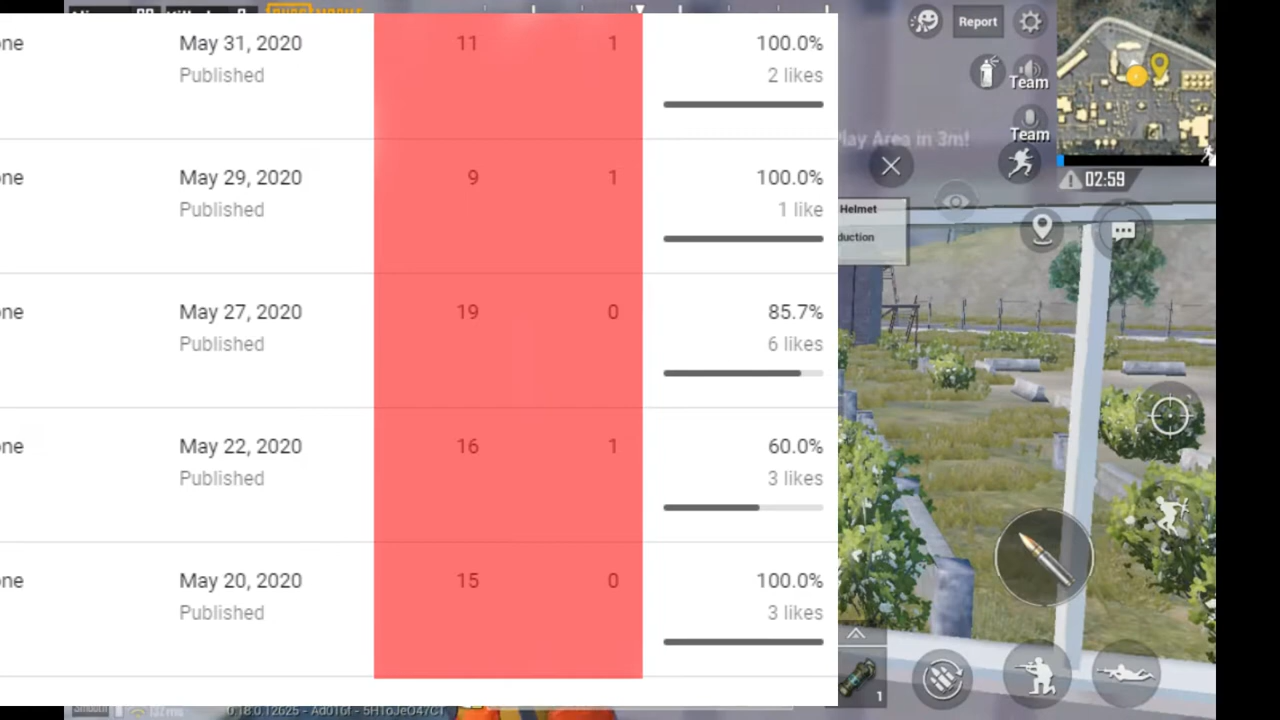 one May 31, 2020 11 1 100.0%
Published 2 likes
one May 29, 2020 9 1 100.0%
Published 1 like
one May 27, 2020 19 0 85.7%
Published 6 likes
one May 22, 2020 16 1 60.0%
Published 3 likes
one May 20, 2020 15 0 100.0%
Published 3 likes
Report
Team
Team
Play Area in 3m!
02:59
Helmet
duction
1
Smooth 137ms